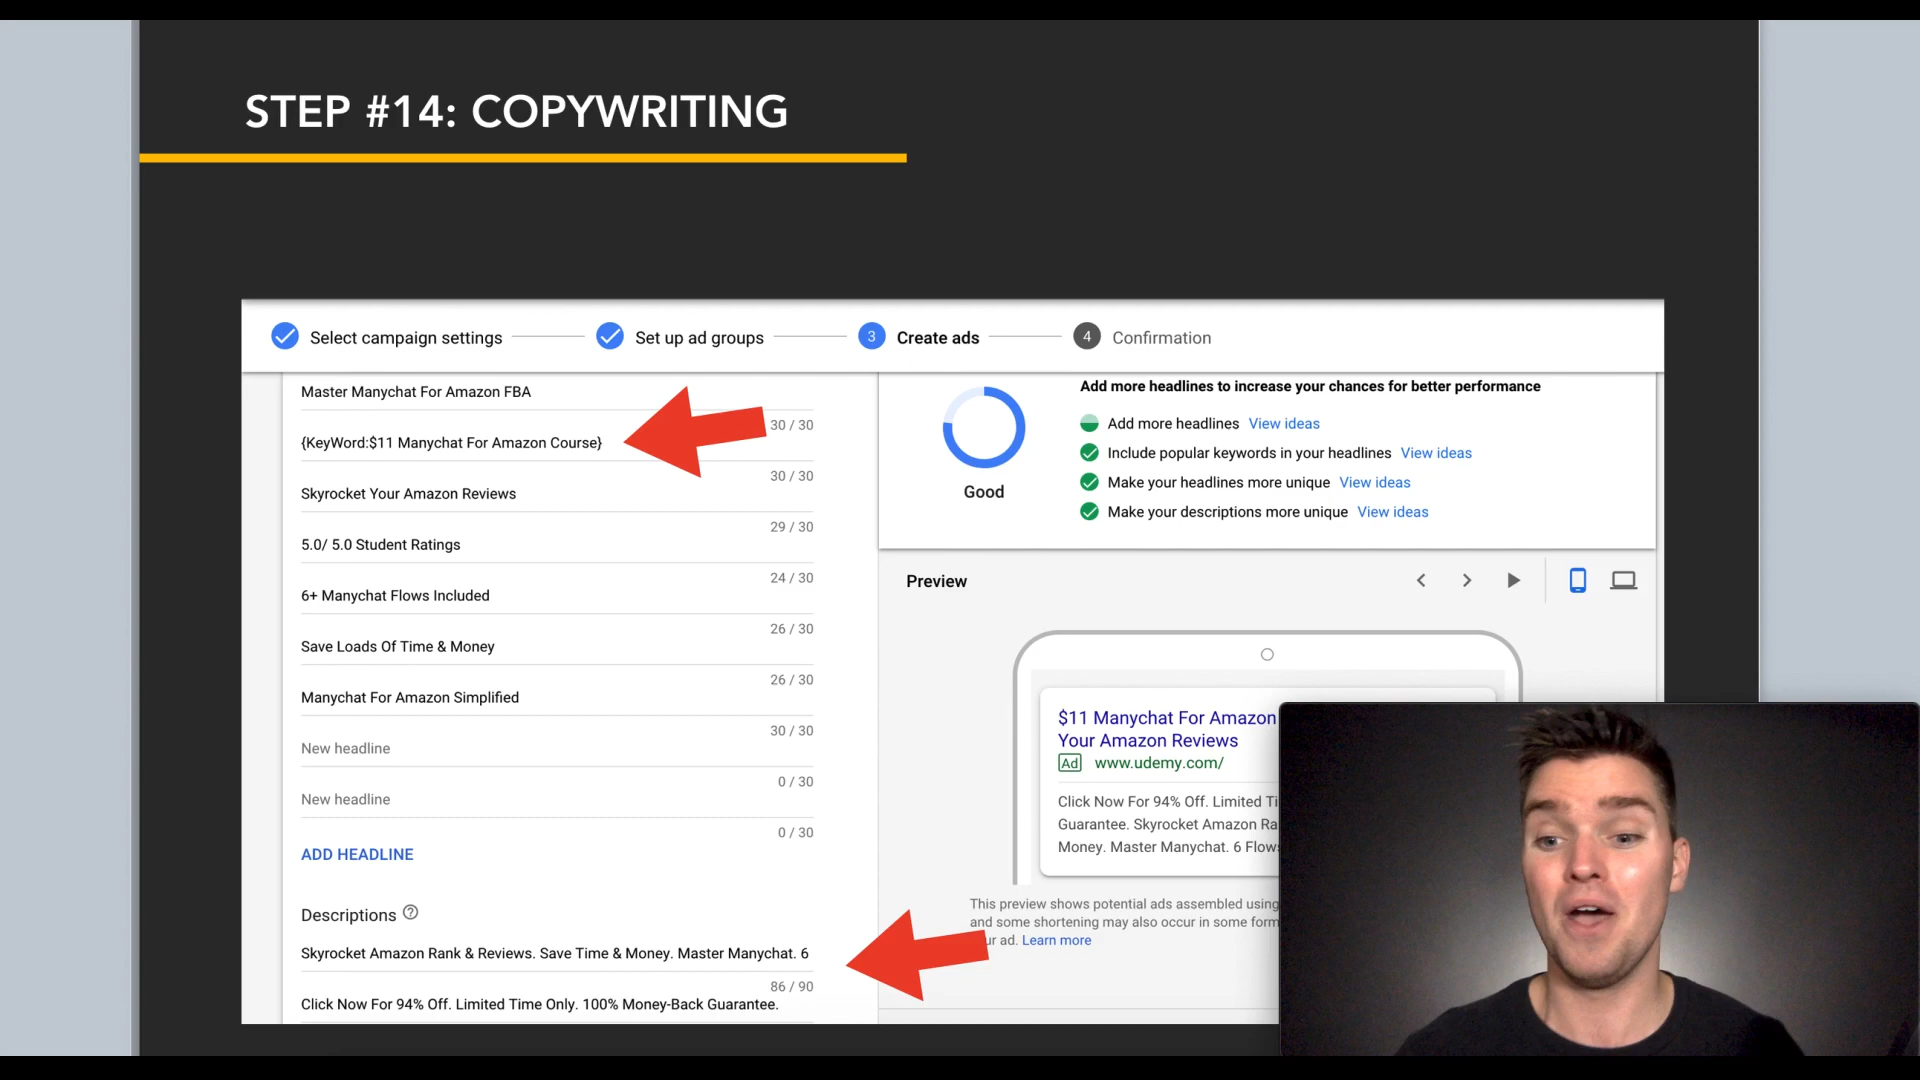 STEP #14: COPYWRITING
Select campaign settings
Set up ad groups
3 Create ads
4 Confirmation
Master Manychat For Amazon FBA
30 / 30
{KeyWord:$11 Manychat For Amazon Course}
30 / 30
Skyrocket Your Amazon Reviews
29 / 30
5.0/ 5.0 Student Ratings
24 / 30
6+ Manychat Flows Included
26 / 30
Save Loads Of Time & Money
26 / 30
Manychat For Amazon Simplified
30 / 30
New headline
0 / 30
New headline
0 / 30
ADD HEADLINE
Descriptions ?
Skyrocket Amazon Rank & Reviews. Save Time & Money. Master Manychat. 6
86 / 90
Click Now For 94% Off. Limited Time Only. 100% Money-Back Guarantee.
Good
Add more headlines to increase your chances for better performance
Add more headlines View ideas
Include popular keywords in your headlines View ideas
Make your headlines more unique View ideas
Make your descriptions more unique View ideas
Preview
$11 Manychat For Amazon
Your Amazon Reviews
Ad www.udemy.com/
Click Now For 94% Off. Limited Ti
Guarantee. Skyrocket Amazon Ra
Money. Master Manychat. 6 Flow
This preview shows potential ads assembled using
and some shortening may also occur in some form
ur ad. Learn more